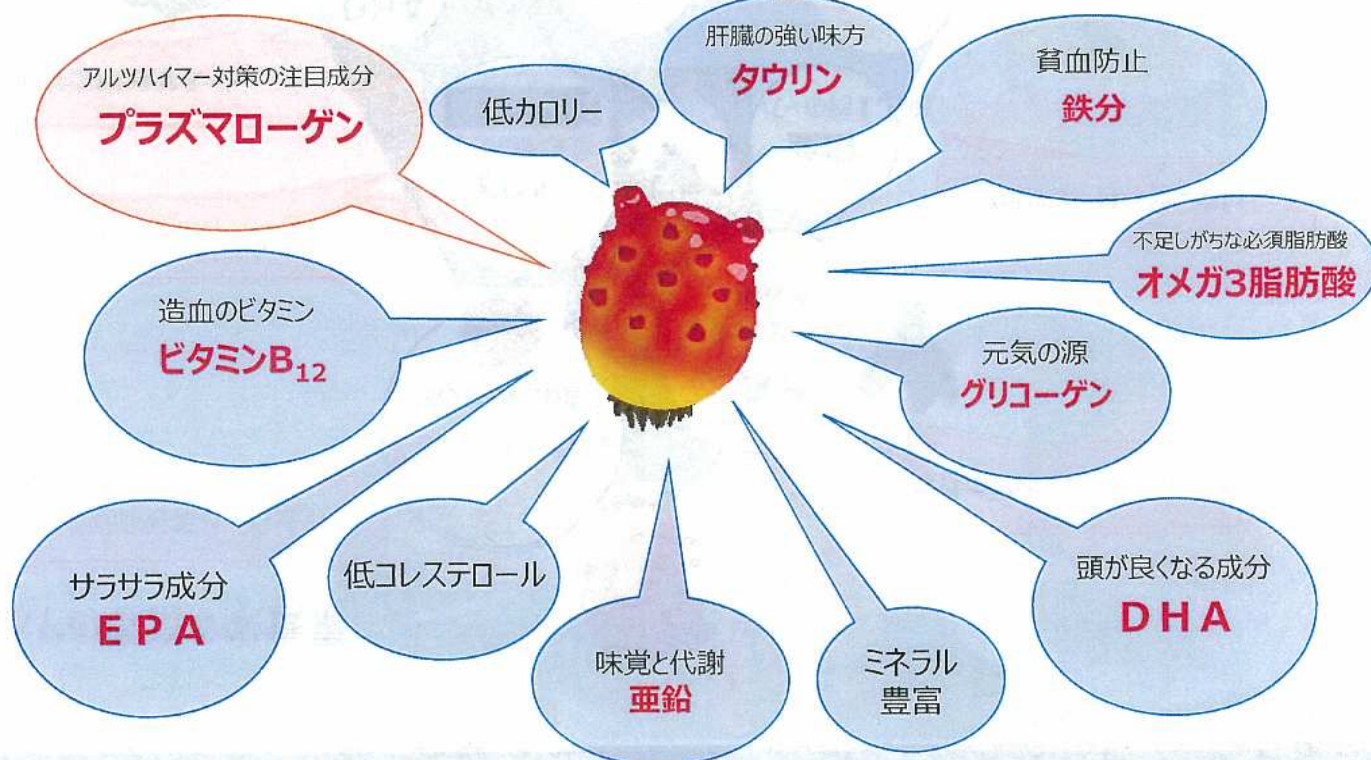 アルツハイマー対策の注目成分
プラズマローゲン
低カロリー
肝臓の強い味方
タウリン
貧血防止
鉄分
不足しがちな必須脂肪酸
オメガ3脂肪酸
造血のビタミン
ビタミンB₁₂
元気の源
グリコーゲン
サラサラ成分
EPA
低コレステロール
味覚と代謝
亜鉛
ミネラル
豊富
頭が良くなる成分
DHA